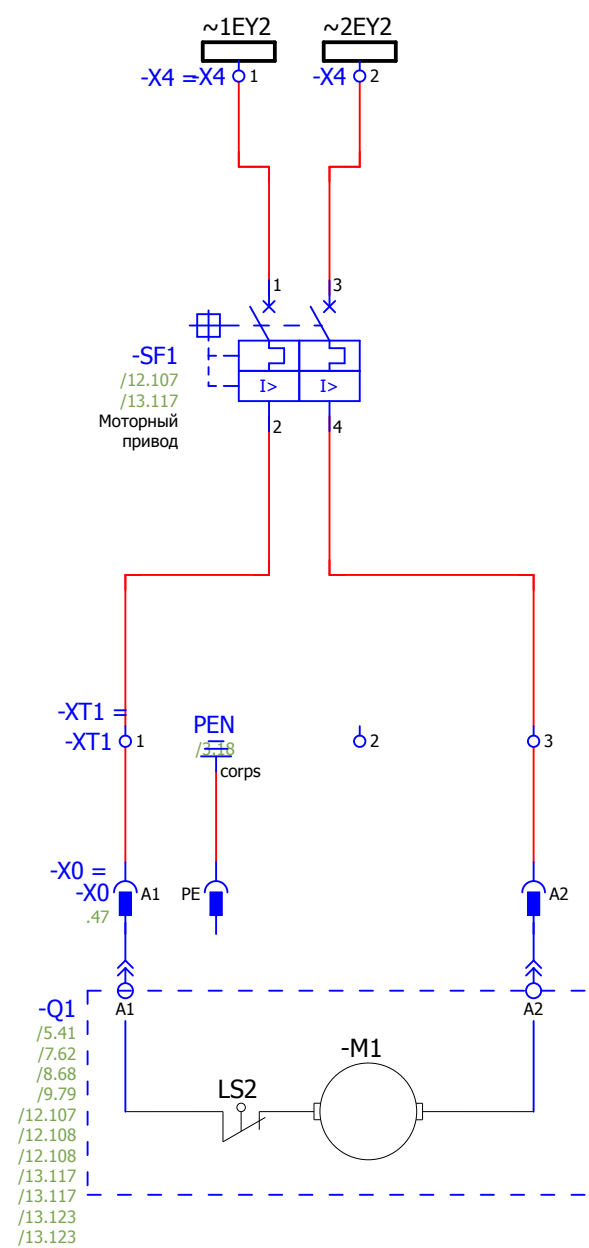 ~1EY2
~2EY2
-X4 =
-X4
1
-X4
2
1
3
-SF1
/12.107
/13.117
Моторный
привод
I>
I>
2
4
-XT1 =
-XT1
1
PEN
/3.18
corps
2
3
-X0 =
-X0
.47
A1
PE
A2
-Q1
/5.41
/7.62
/8.68
/9.79
/12.107
/12.108
/12.108
/13.117
/13.117
/13.123
/13.123
A1
A2
LS2
-M1